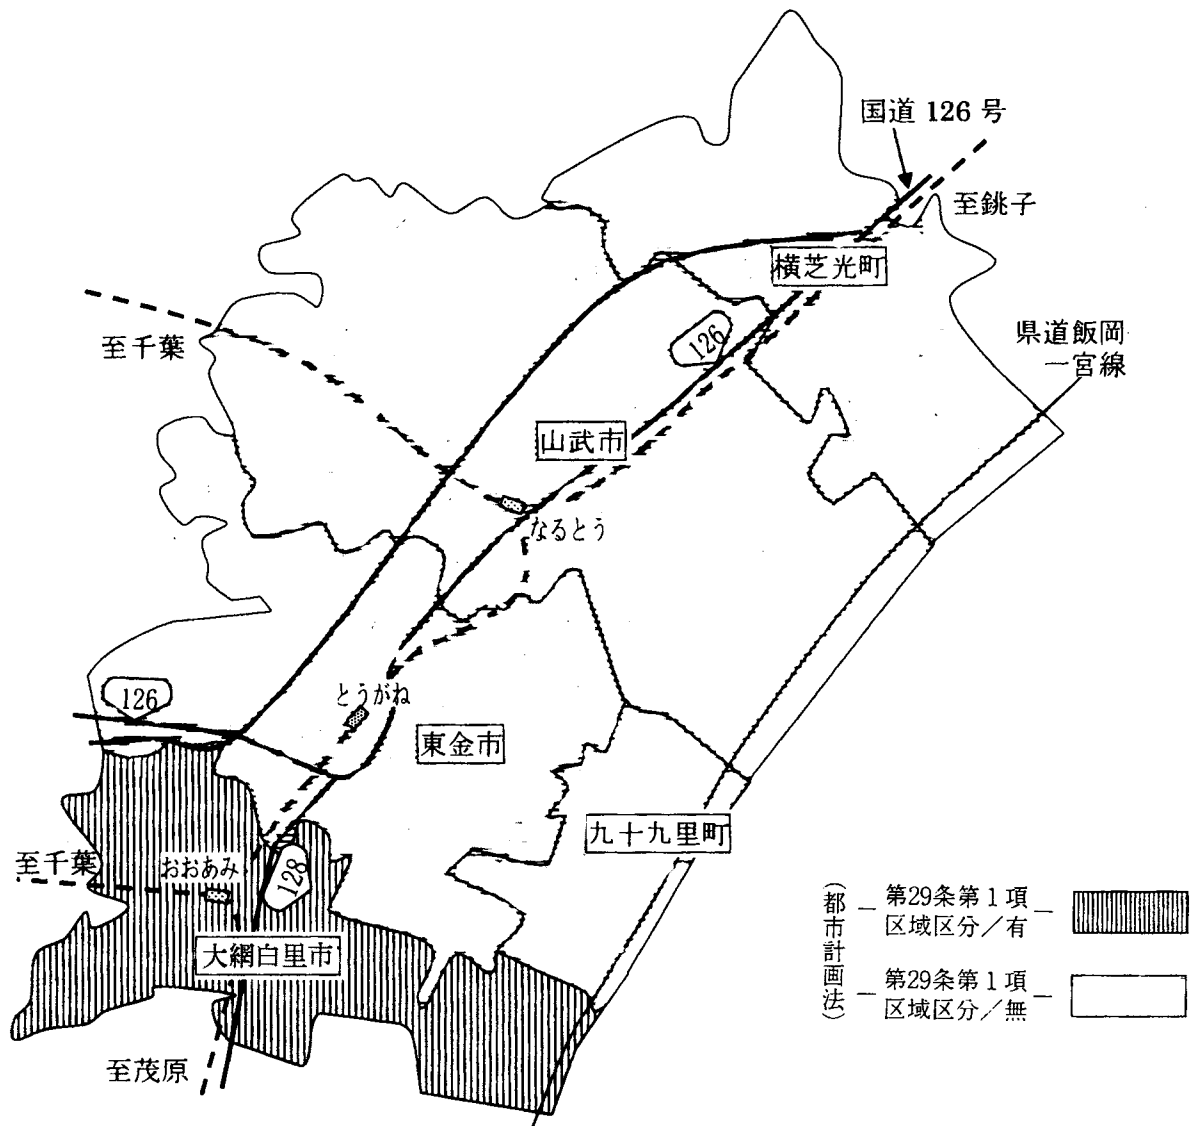 国道 126 号
至銚子
横芝光町
至千葉
126
県道飯岡
一宮線
山武市
なるとう
126
とうがね
東金市
九十九里町
至千葉
おおあみ
128
大網白里市
至茂原
（都市計画法）
第29条第1項
区域区分／有
第29条第1項
区域区分／無